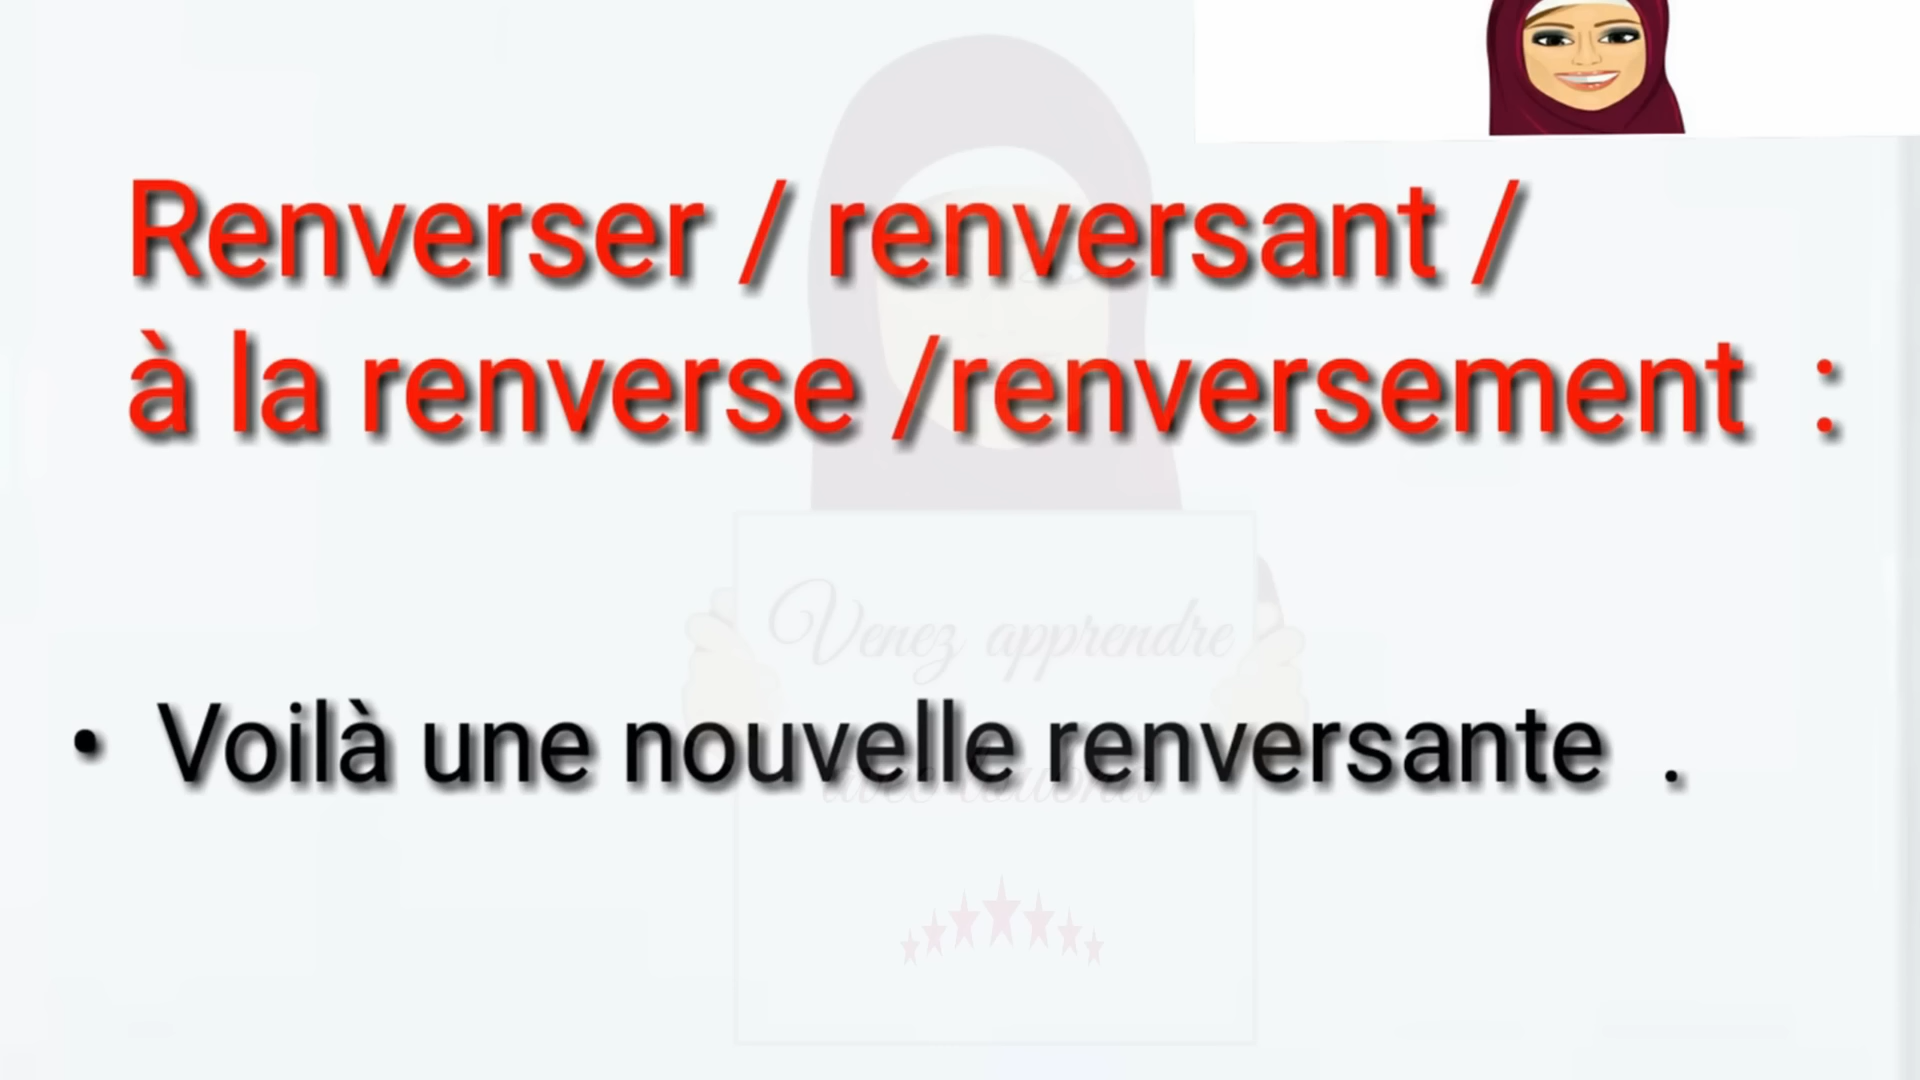 Renverser / renversant /
à la renverse /renversement :
Venez apprendre
• Voilà une nouvelle renversante .